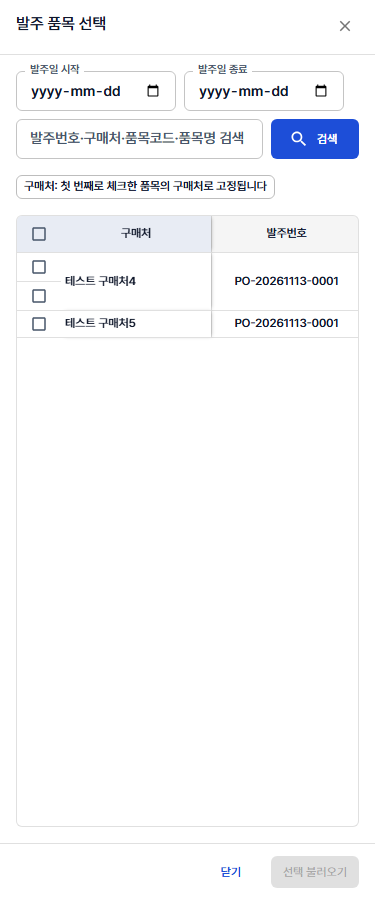 발주 품목 선택
발주일 시작 발주일 종료
yyyy-mm-dd yyyy-mm-dd
발주번호·구매처·품목코드·품목명 검색 검색
구매처: 첫 번째로 체크한 품목의 구매처로 고정됩니다
구매처 발주번호
테스트 구매처4 PO-20261113-0001
테스트 구매처5 PO-20261113-0001
닫기 선택 불러오기